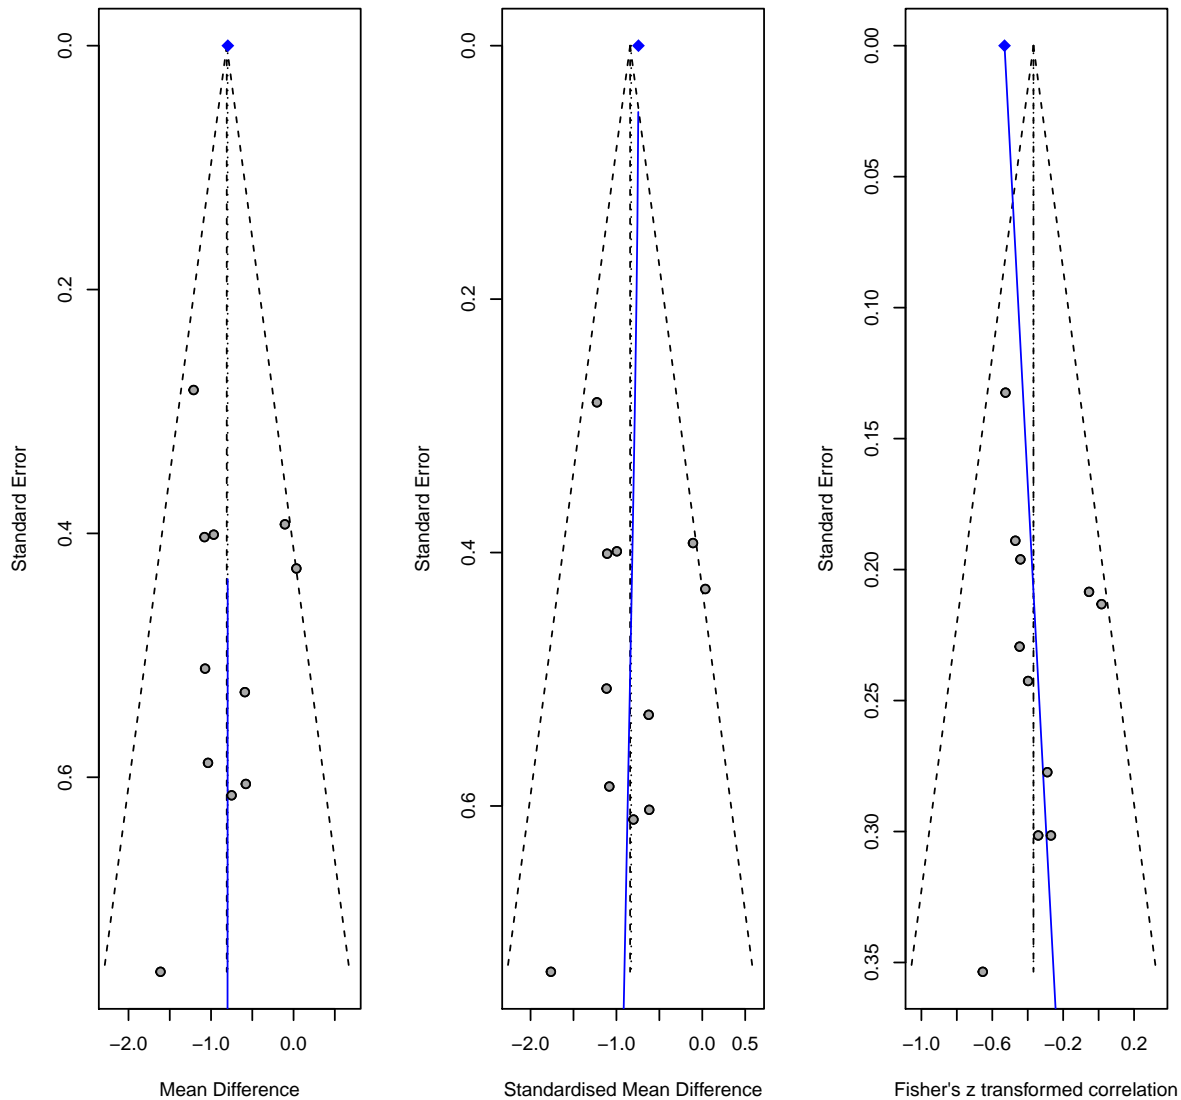 0.0
0.2
0.4
0.6
Standard Error
−2.0 −1.0 0.0
Mean Difference
0.0
0.2
0.4
0.6
Standard Error
−2.0 −1.0 0.0 0.5
Standardised Mean Difference
0.00
0.05
0.10
0.15
0.20
0.25
0.30
0.35
Standard Error
−1.0 −0.6 −0.2 0.2
Fisher's z transformed correlation